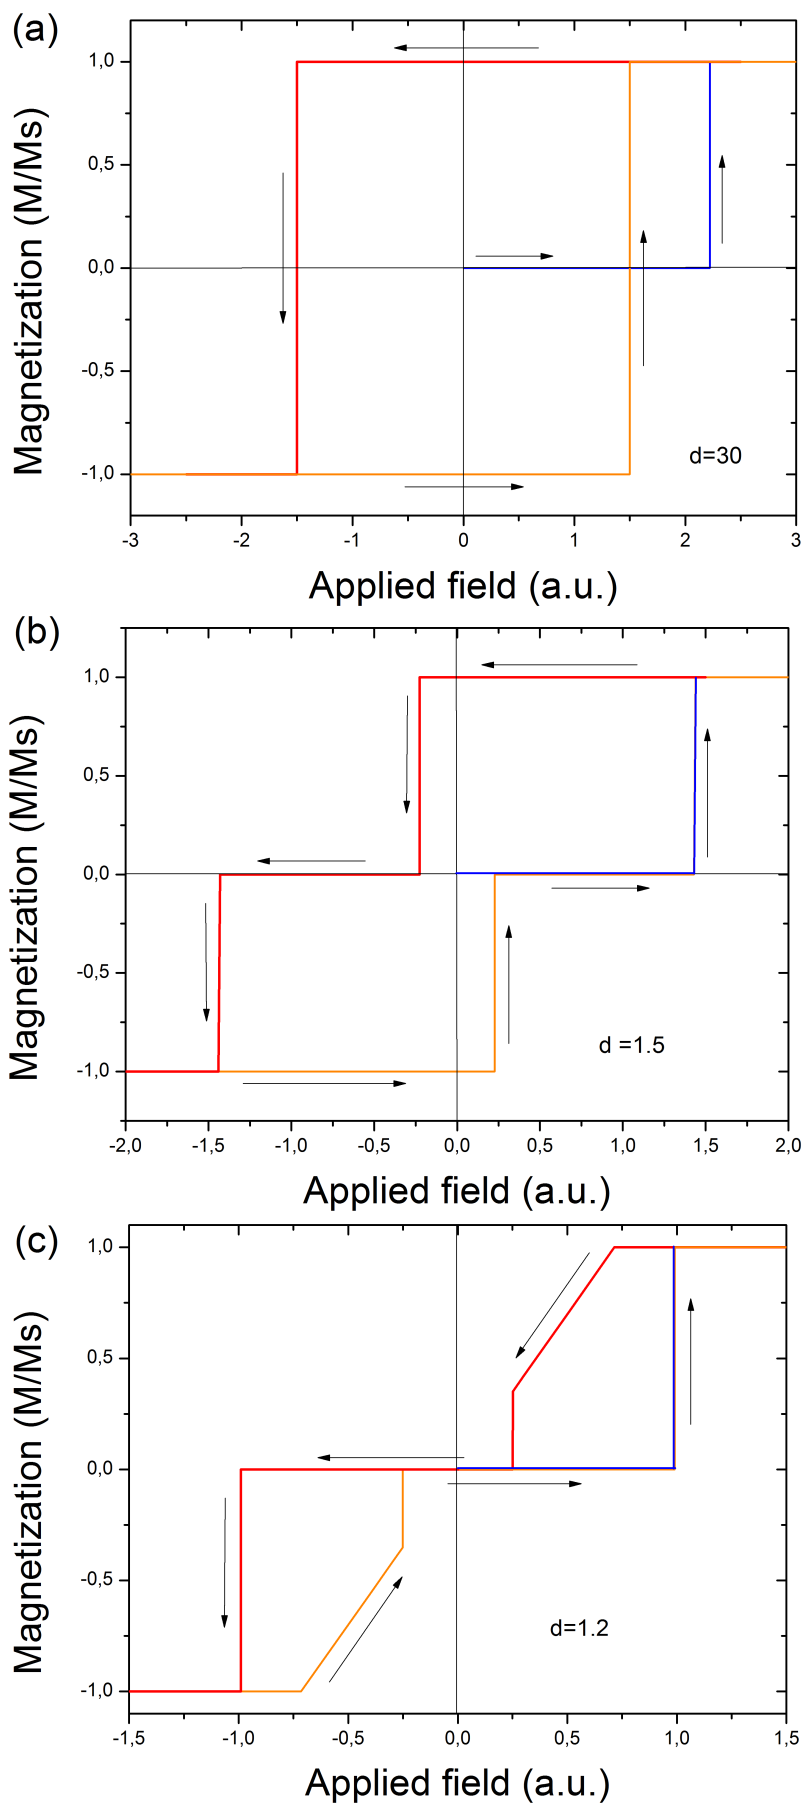 (a)
1,0
0,5
0,0
-0,5
-1,0
Magnetization (M/Ms)
d=30
-3 -2 -1 0 1 2 3
Applied field (a.u.)
(b)
1,0
0,5
0,0
-0,5
-1,0
Magnetization (M/Ms)
d =1.5
-2,0 -1,5 -1,0 -0,5 0,0 0,5 1,0 1,5 2,0
Applied field (a.u.)
(c)
1,0
0,5
0,0
-0,5
-1,0
Magnetization (M/Ms)
d=1.2
-1,5 -1,0 -0,5 0,0 0,5 1,0 1,5
Applied field (a.u.)